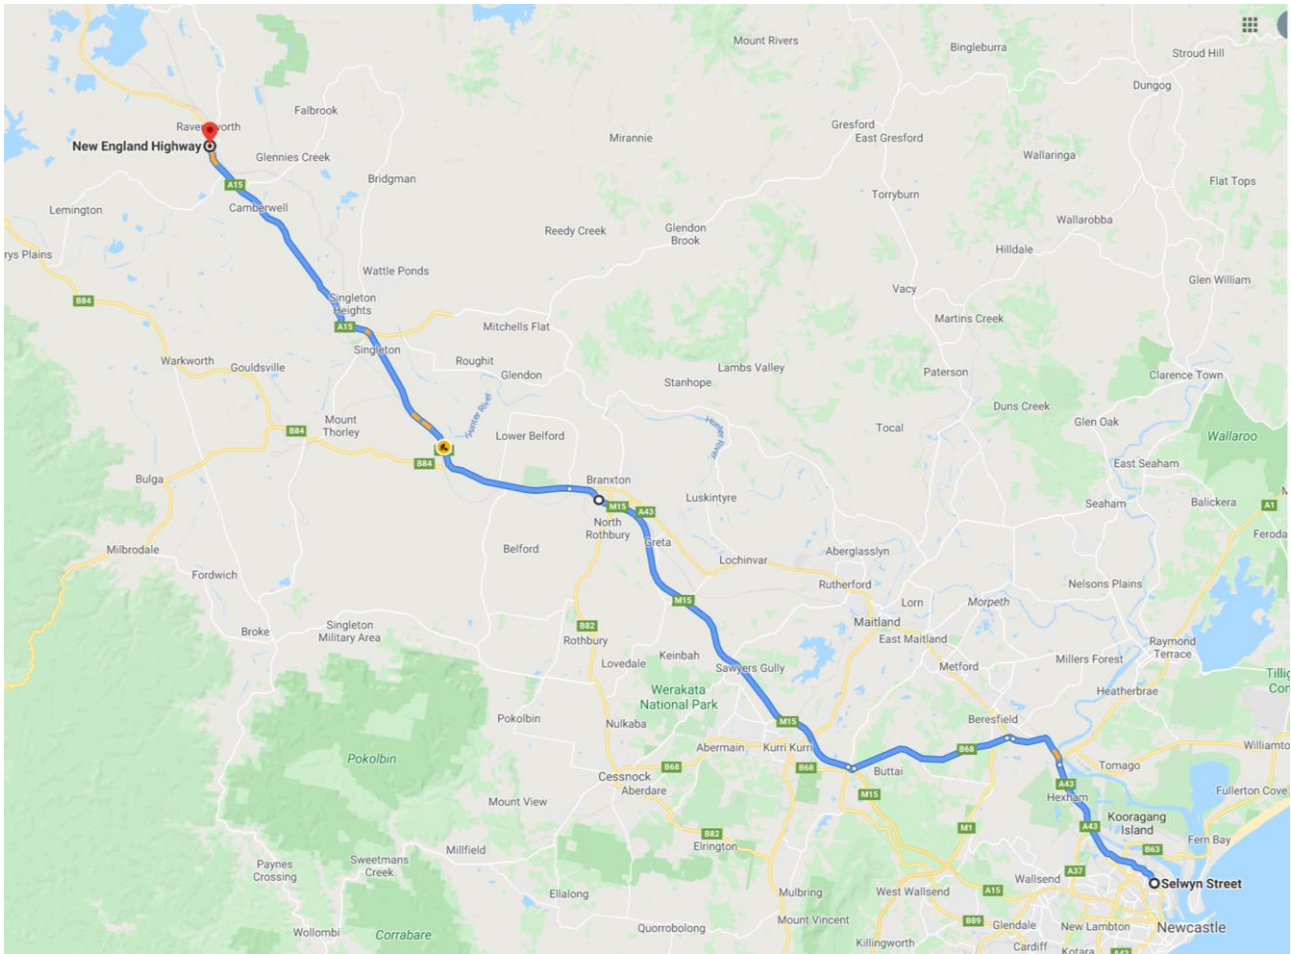 Mount Rivers
Bingleburra
Stroud Hill
Dungog
Falbrook
Gresford
East Gresford
Mirannie
New England Highway
Glennies Creek
Wallaringa
Bridgman
Flat Tops
A15
Torryburn
Lemington
Camberwell
Wallarobba
Reedy Creek
Glendon
Brook
Hilldale
rys Plains
Wattle Ponds
Glen William
B84
Singleton
Heights
Vacy
Martins Creek
A15
Mitchells Flat
Singleton
Warkworth
Gouldsville
Roughit
Glendon
Lambs Valley
Stanhope
Paterson
Clarence Town
Duns Creek
Hunter River
Mount
Thorley
B84
Lower Belford
Hunter River
Tocal
Glen Oak
Wallaroo
B84
East Seaham
Bulga
Branxton
Luskintyre
Seaham
Balickera
A1
M15
A43
North
Rothbury
Feroda
Milbrodale
Belford
Greta
Lochinvar
Aberglasslyn
Fordwich
Rutherford
Nelsons Plains
M15
Lorn
Morpeth
Maitland
Broke
Singleton
Military Area
B82
Rothbury
East Maitland
Raymond
Terrace
Lovedale
Keinbah
Sawyers Gully
Metford
Millers Forest
Tillig
Con
Werakata
National Park
Heatherbrae
Pokolbin
Nulkaba
M15
Beresfield
Abermain
Kurri Kurri
B68
Williamto
Pokolbin
B68
B68
Buttai
Tomago
Cessnock
Aberdare
A43
Fullerton Cove
Mount View
M15
Hexham
Kooragang
Island
B82
Elrington
M1
A43
Fern Bay
Millfield
B63
Paynes
Crossing
Sweetmans
Creek
A37
Wallsend
Selwyn Street
Ellalong
Mulbring
West Wallsend
A15
Mount Vincent
B89
Glendale
New Lambton
Newcastle
Wollombi
Corrabare
Quorrobolong
Killingworth
Cardiff
Kotara
A43